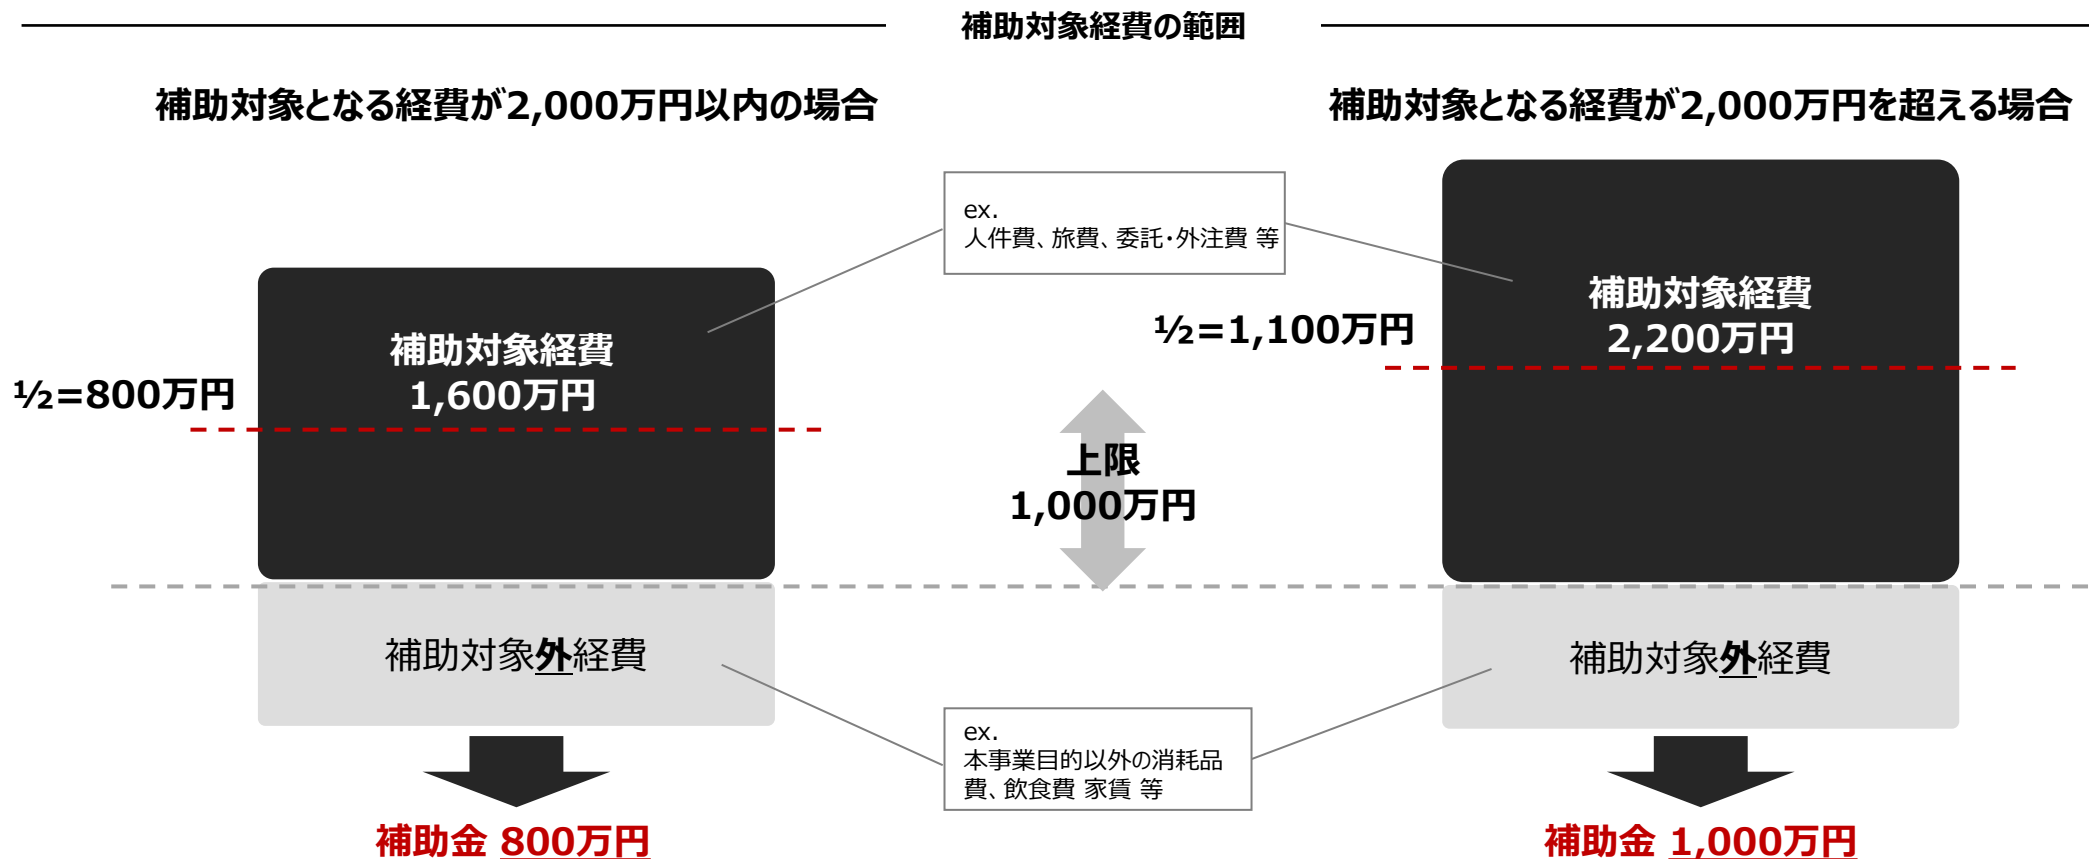 補助対象経費の範囲
補助対象となる経費が2,000万円以内の場合
補助対象となる経費が2,000万円を超える場合
ex.
人件費、旅費、委託・外注費 等
補助対象経費
1,600万円
½=800万円
補助対象経費
2,200万円
½=1,100万円
上限
1,000万円
補助対象外経費
補助対象外経費
ex.
本事業目的以外の消耗品
費、飲食費 家賃 等
補助金 800万円
補助金 1,000万円